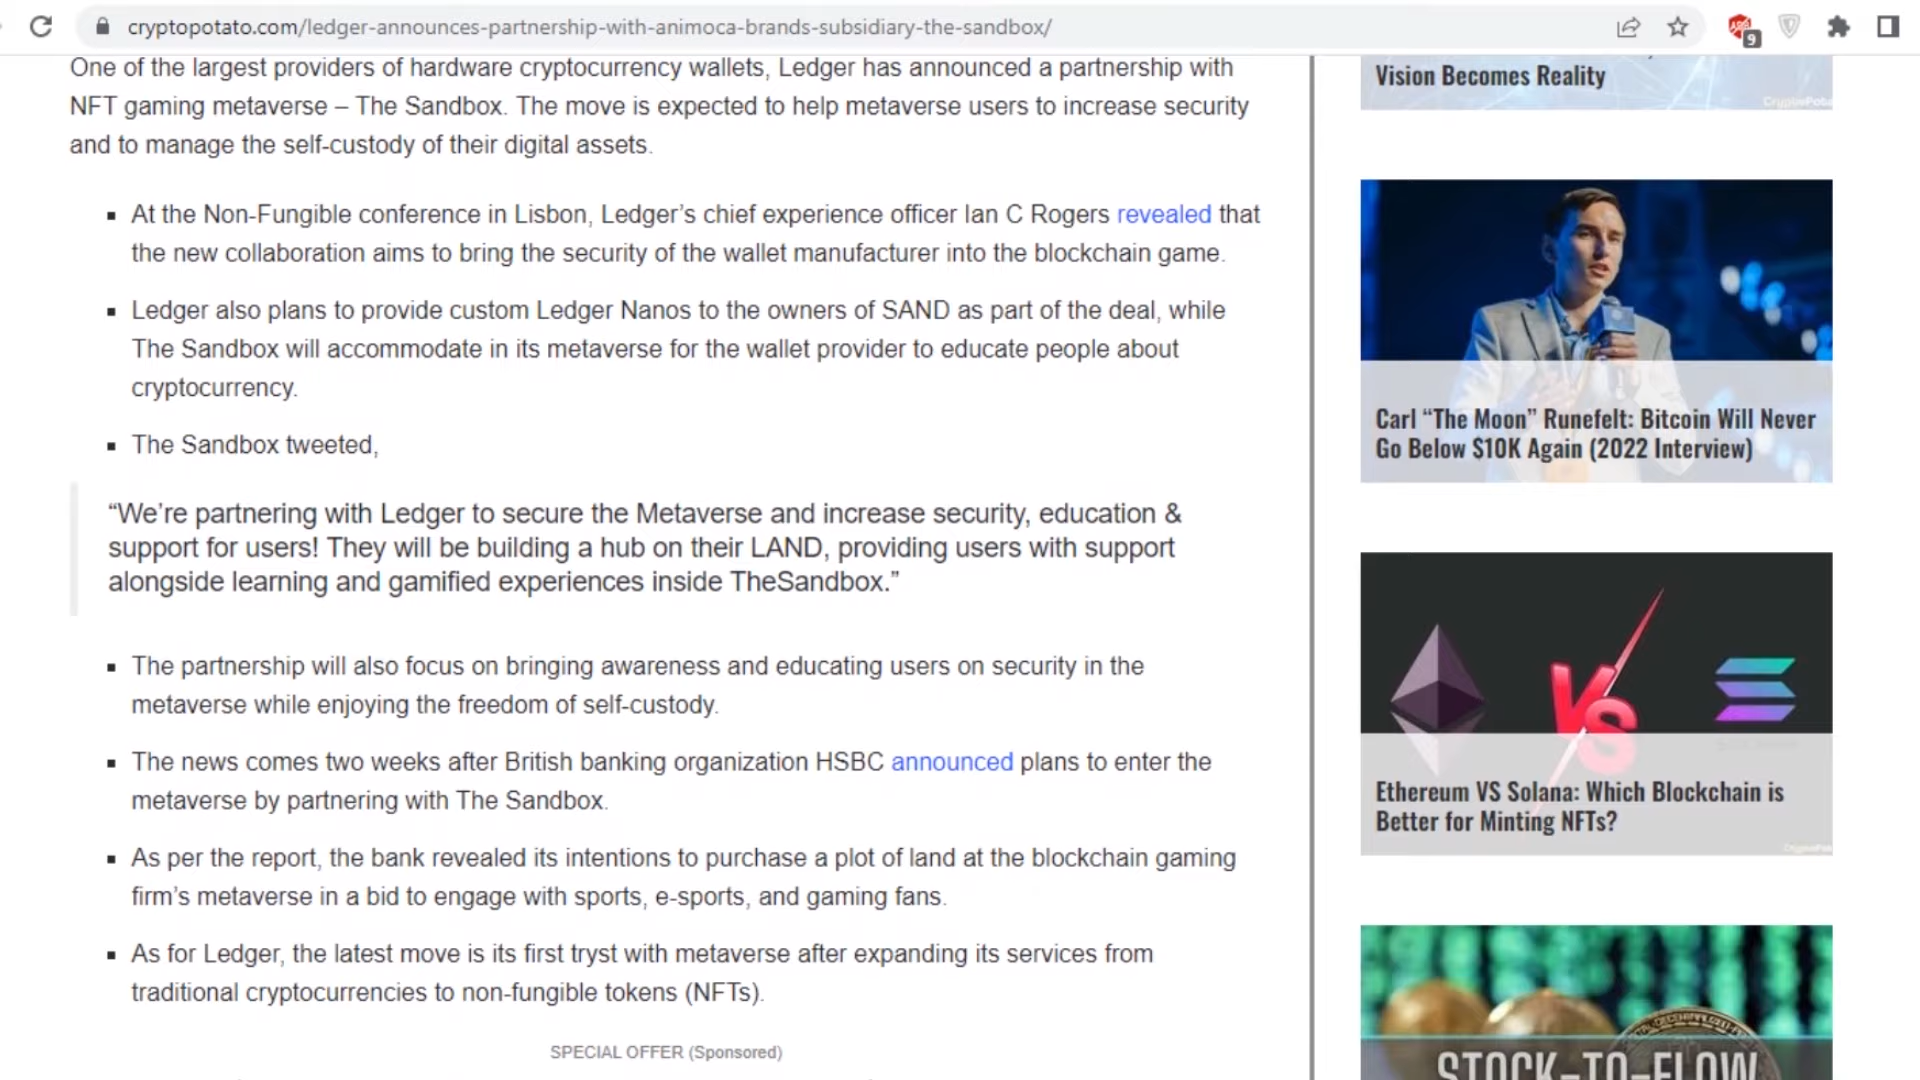 cryptopotato.com/ledger-announces-partnership-with-animoca-brands-subsidiary-the-sandbox/
9
One of the largest providers of hardware cryptocurrency wallets, Ledger has announced a partnership with
NFT gaming metaverse – The Sandbox. The move is expected to help metaverse users to increase security
and to manage the self-custody of their digital assets.
▪ At the Non-Fungible conference in Lisbon, Ledger’s chief experience officer Ian C Rogers revealed that
the new collaboration aims to bring the security of the wallet manufacturer into the blockchain game.
▪ Ledger also plans to provide custom Ledger Nanos to the owners of SAND as part of the deal, while
The Sandbox will accommodate in its metaverse for the wallet provider to educate people about
cryptocurrency.
▪ The Sandbox tweeted,
“We’re partnering with Ledger to secure the Metaverse and increase security, education &
support for users! They will be building a hub on their LAND, providing users with support
alongside learning and gamified experiences inside TheSandbox.”
▪ The partnership will also focus on bringing awareness and educating users on security in the
metaverse while enjoying the freedom of self-custody.
▪ The news comes two weeks after British banking organization HSBC announced plans to enter the
metaverse by partnering with The Sandbox.
▪ As per the report, the bank revealed its intentions to purchase a plot of land at the blockchain gaming
firm’s metaverse in a bid to engage with sports, e-sports, and gaming fans.
▪ As for Ledger, the latest move is its first tryst with metaverse after expanding its services from
traditional cryptocurrencies to non-fungible tokens (NFTs).
SPECIAL OFFER (Sponsored)
Vision Becomes Reality
Carl “The Moon” Runefelt: Bitcoin Will Never
Go Below $10K Again (2022 Interview)
VS
Ethereum VS Solana: Which Blockchain is
Better for Minting NFTs?
STOCK-TO-FLOW